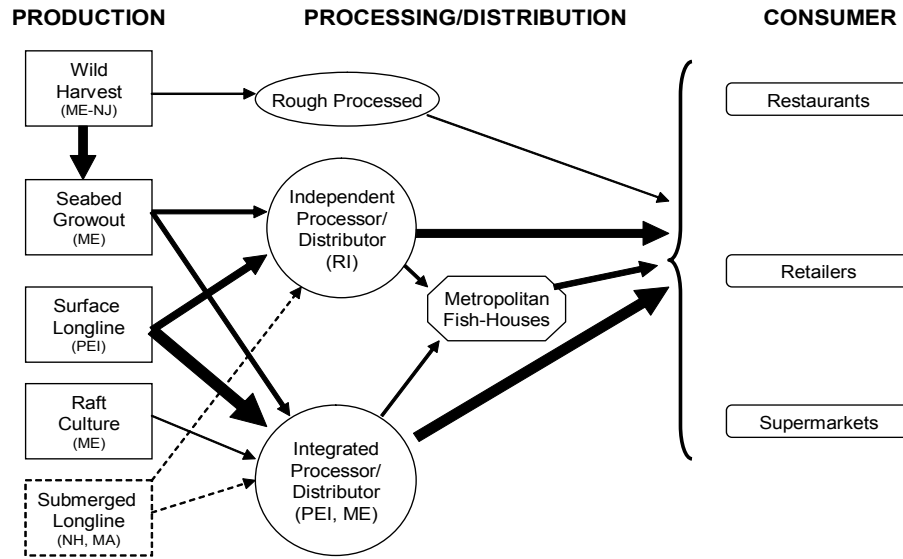 PRODUCTION
PROCESSING/DISTRIBUTION
CONSUMER
Wild
Harvest
(ME-NJ)
Rough Processed
Restaurants
Seabed
Growout
(ME)
Independent
Processor/
Distributor
(RI)
Surface
Longline
(PEI)
Metropolitan
Fish-Houses
Retailers
Raft
Culture
(ME)
Integrated
Processor/
Distributor
(PEI, ME)
Supermarkets
Submerged
Longline
(NH, MA)